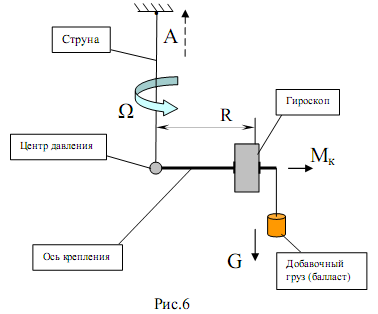 Струна
A
Ω
R
Гироскоп
Центр давления
Mк
Ось крепления
G
Добавочный
груз (балласт)
Рис.6